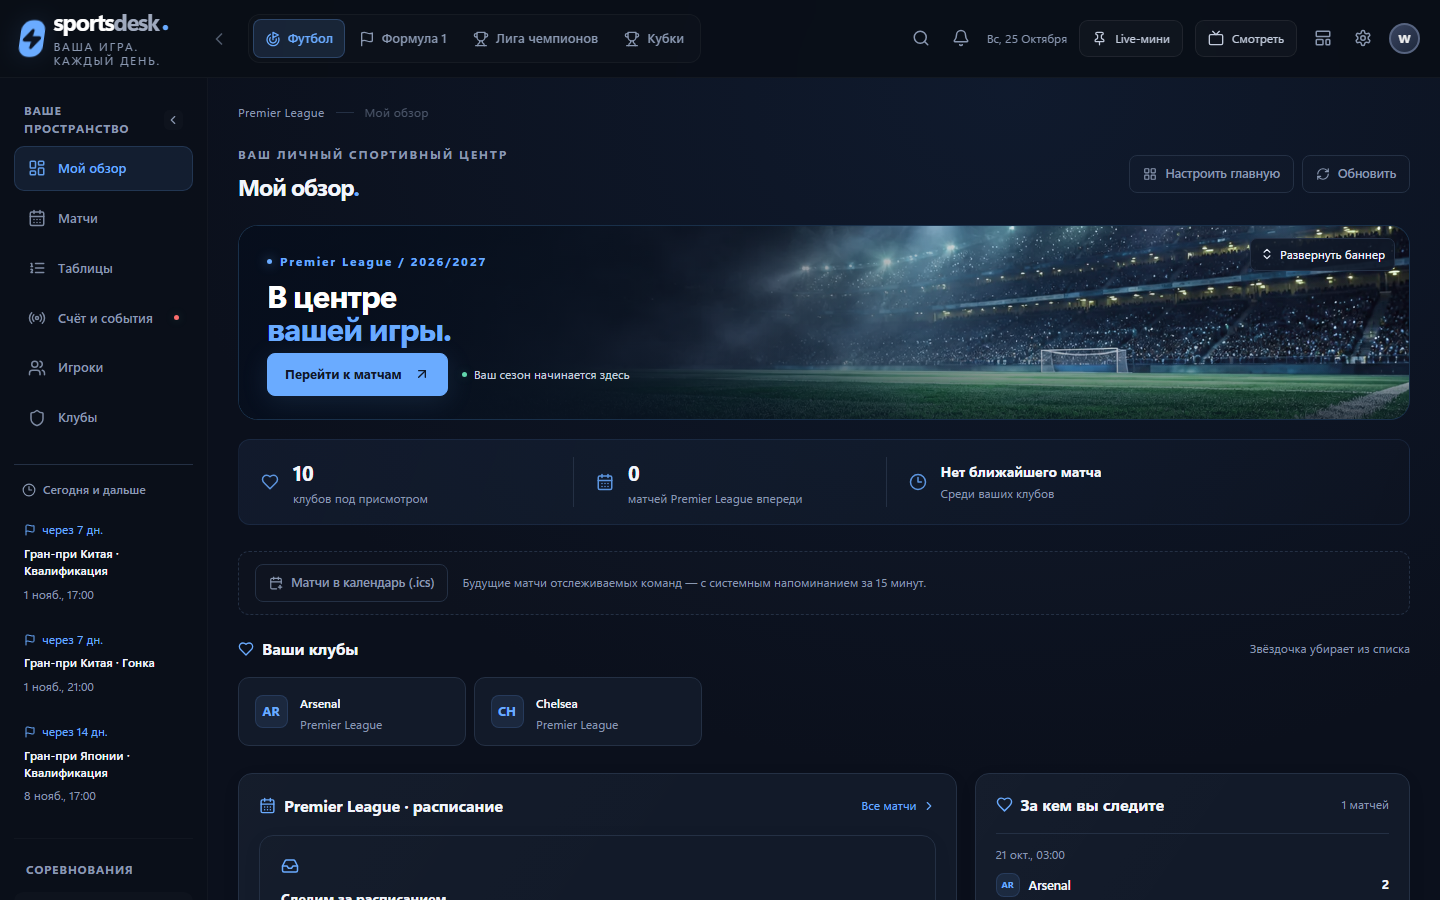 sportsdesk.
ВАША ИГРА.
КАЖДЫЙ ДЕНЬ.
Футбол
Формула 1
Лига чемпионов
Кубки
Вс, 25 Октября
Live-мини
Смотреть
W
ВАШЕ
ПРОСТРАНСТВО
Мой обзор
Матчи
Таблицы
Счёт и события
Игроки
Клубы
Сегодня и дальше
через 7 дн.
Гран-при Китая ·
Квалификация
1 нояб., 17:00
через 7 дн.
Гран-при Китая · Гонка
1 нояб., 21:00
через 14 дн.
Гран-при Японии ·
Квалификация
8 нояб., 17:00
СОРЕВНОВАНИЯ
Premier League — Мой обзор
ВАШ ЛИЧНЫЙ СПОРТИВНЫЙ ЦЕНТР
Мой обзор.
Настроить главную
Обновить
Premier League / 2026/2027
Развернуть баннер
В центре
вашей игры.
Перейти к матчам
Ваш сезон начинается здесь
10
клубов под присмотром
0
матчей Premier League впереди
Нет ближайшего матча
Среди ваших клубов
Матчи в календарь (.ics)
Будущие матчи отслеживаемых команд — с системным напоминанием за 15 минут.
Ваши клубы
Звёздочка убирает из списка
AR
Arsenal
Premier League
CH
Chelsea
Premier League
Premier League · расписание
Все матчи
Следим за расписанием
За кем вы следите
1 матчей
21 окт., 03:00
AR
Arsenal
2